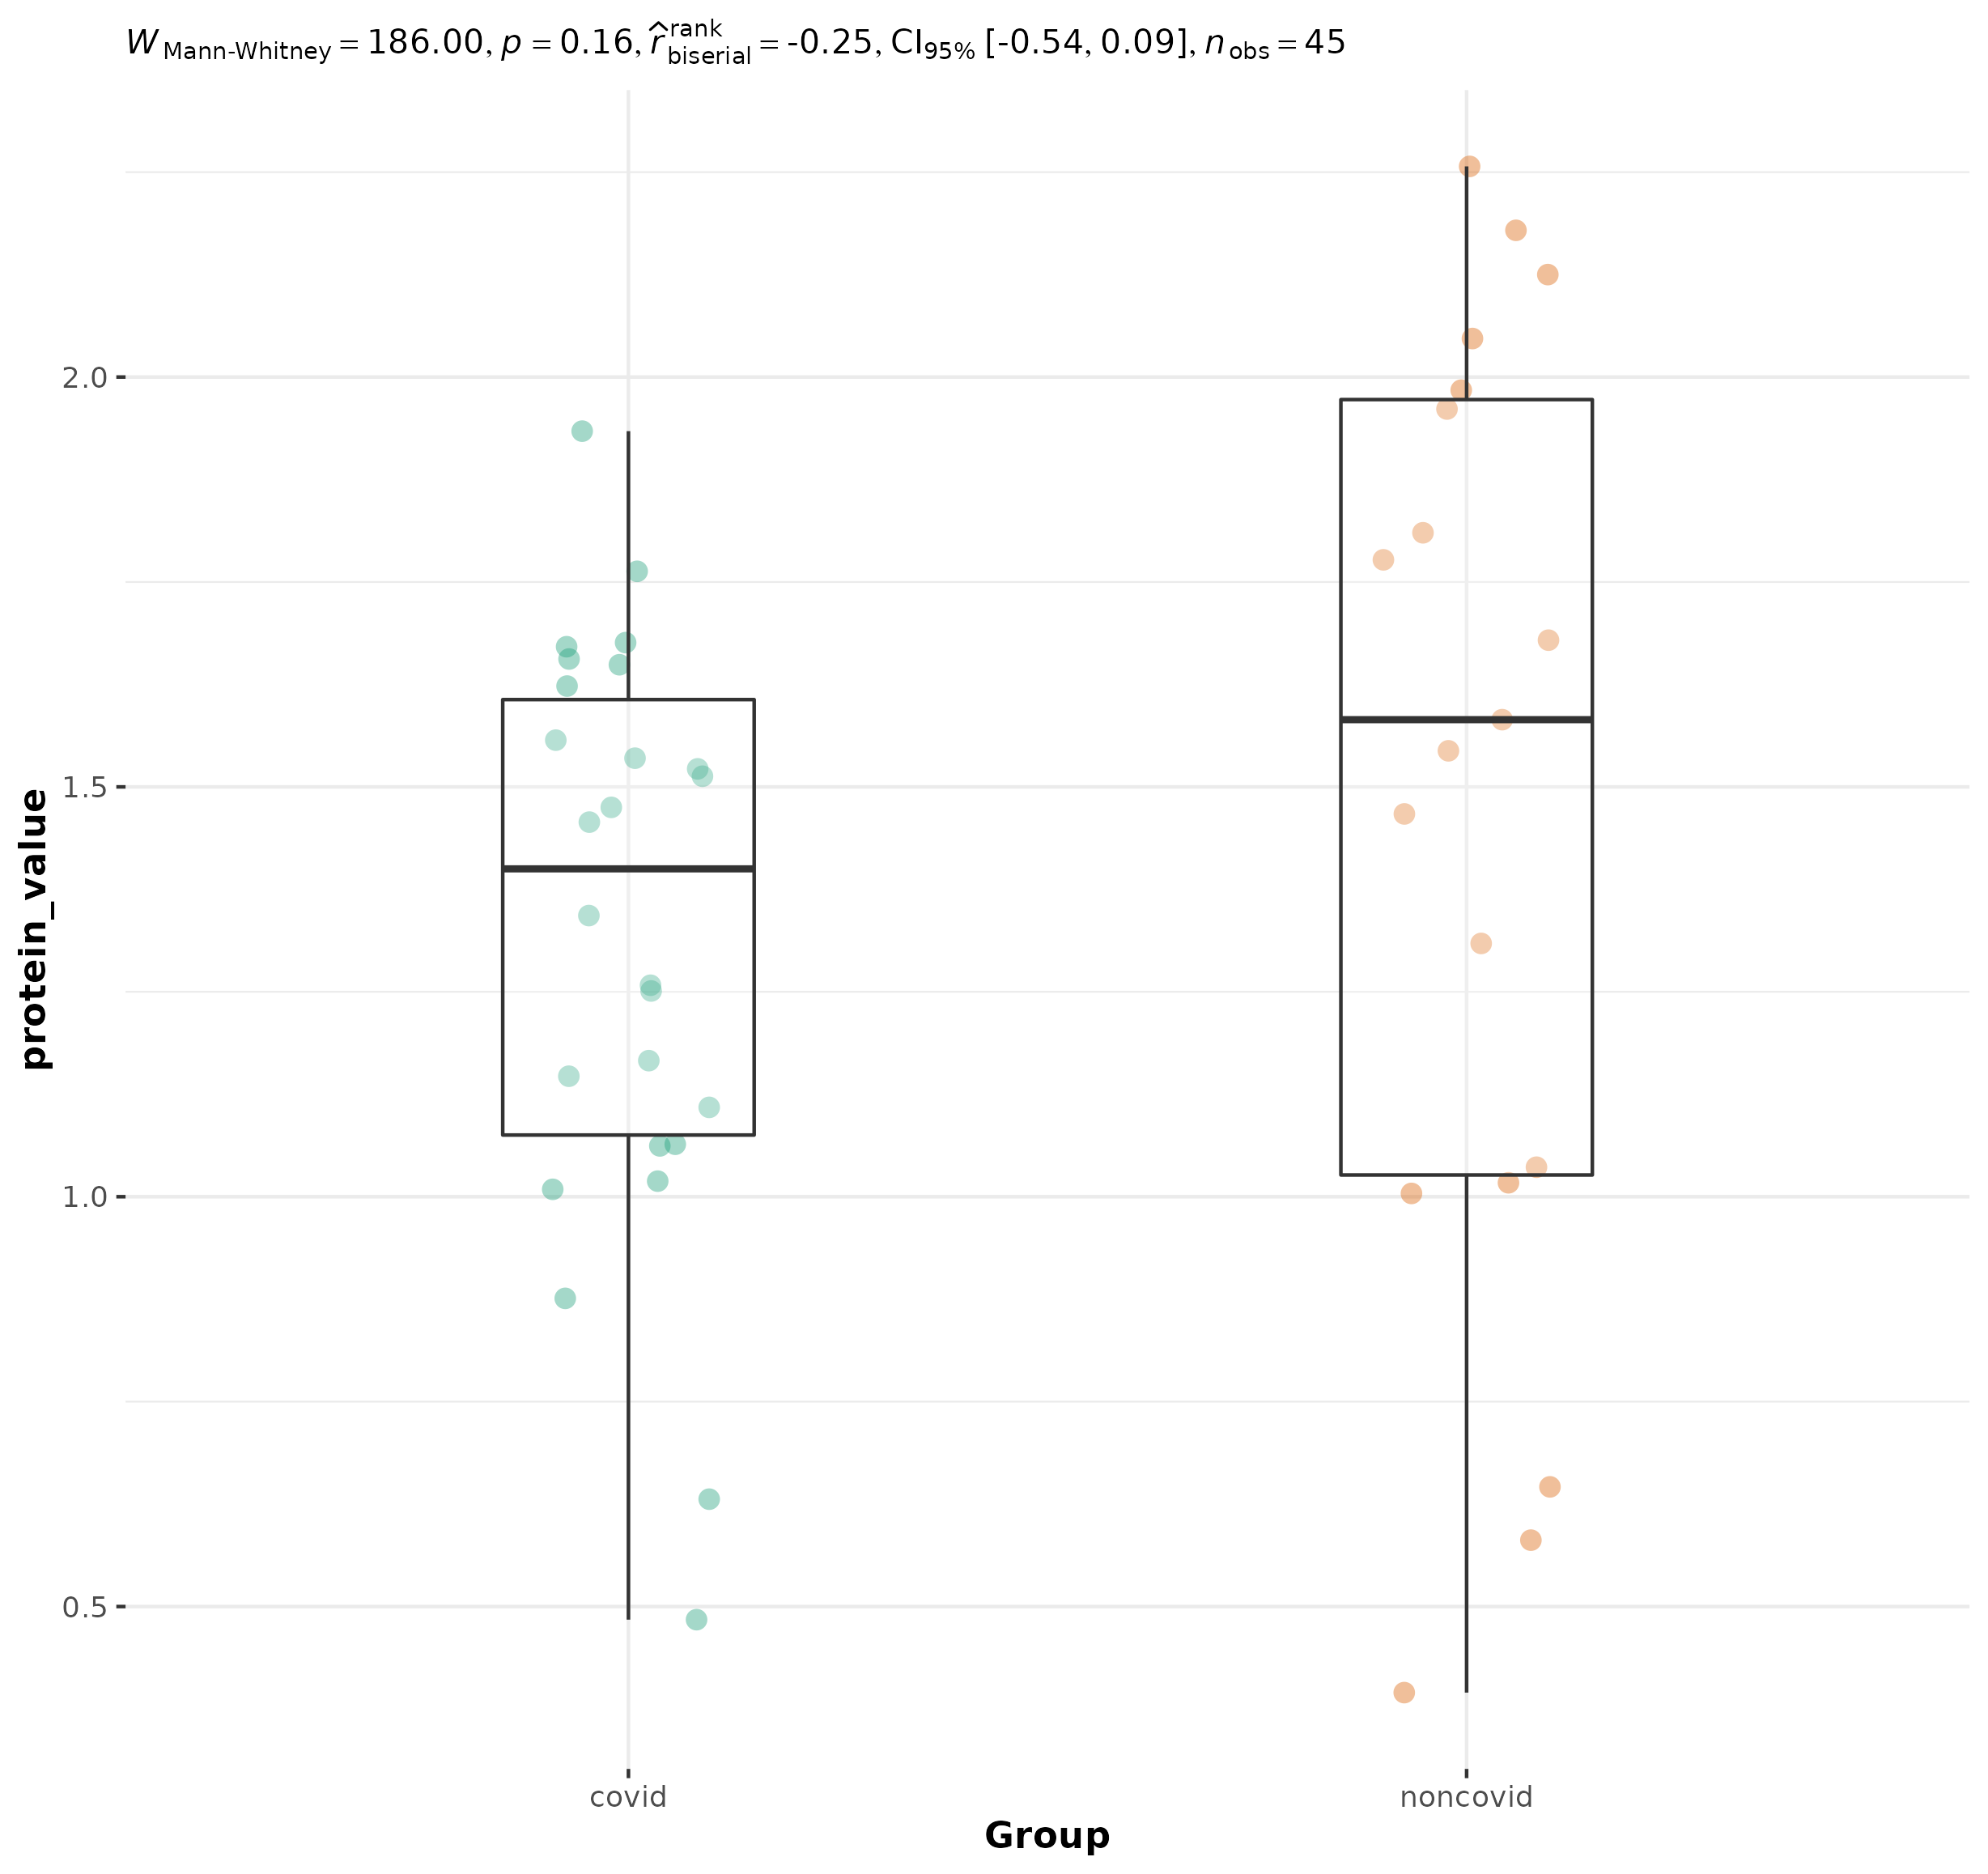 W Mann-Whitney = 186.00, p = 0.16, r̂ rank biserial = -0.25, CI95% [-0.54, 0.09], n obs = 45
protein_value
2.0
1.5
1.0
0.5
covid noncovid
Group